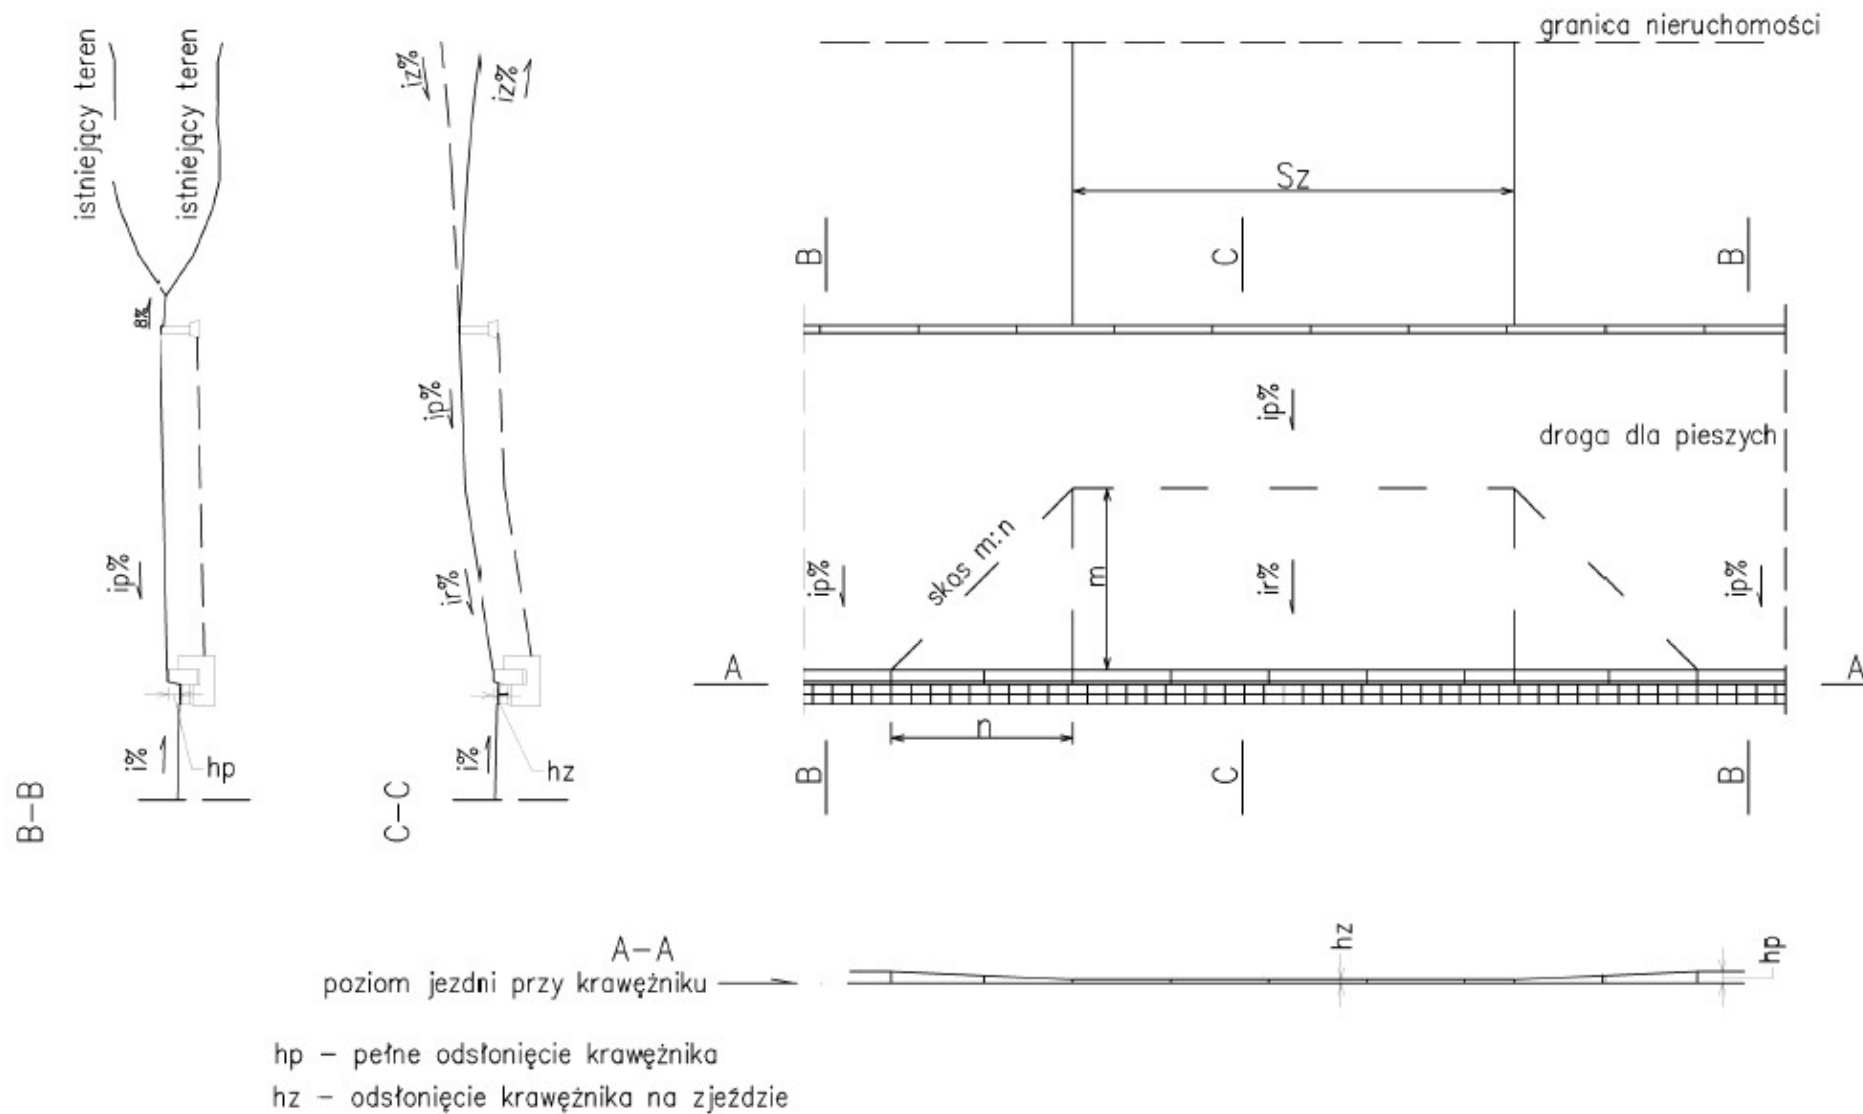 granica nieruchomości
istniejący teren
istniejący teren
iz%
iz%
Sz
B
C
B
8%
ip%
ip%
droga dla pieszych
ip%
ir%
skos m:n
m
ip%
ir%
ip%
A
A
n
i%
hp
i%
hz
B
C
B
B-B
C-C
A-A
hz
hp
poziom jezdni przy krawężniku
hp - pełne odsłonięcie krawężnika
hz - odsłonięcie krawężnika na zjeździe